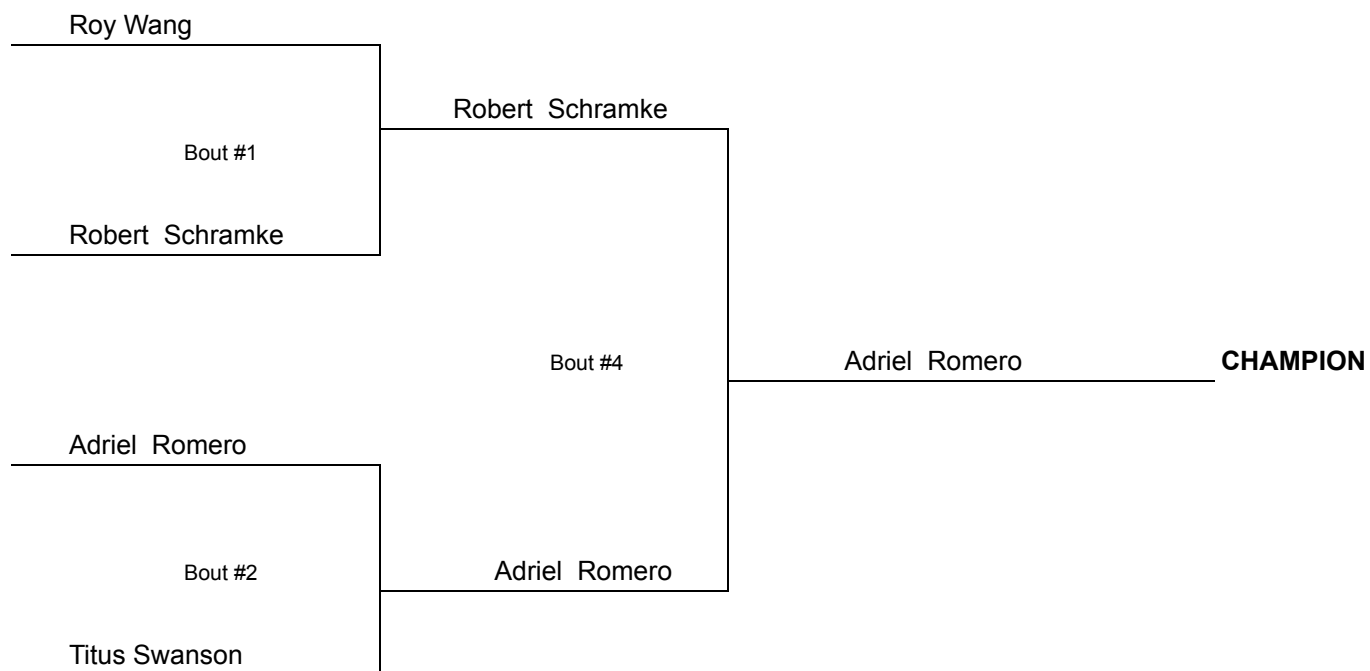 Roy Wang
Robert  Schramke
Bout #1
Robert  Schramke
Bout #4
Adriel  Romero
CHAMPION
Adriel  Romero
Bout #2
Adriel  Romero
Titus Swanson